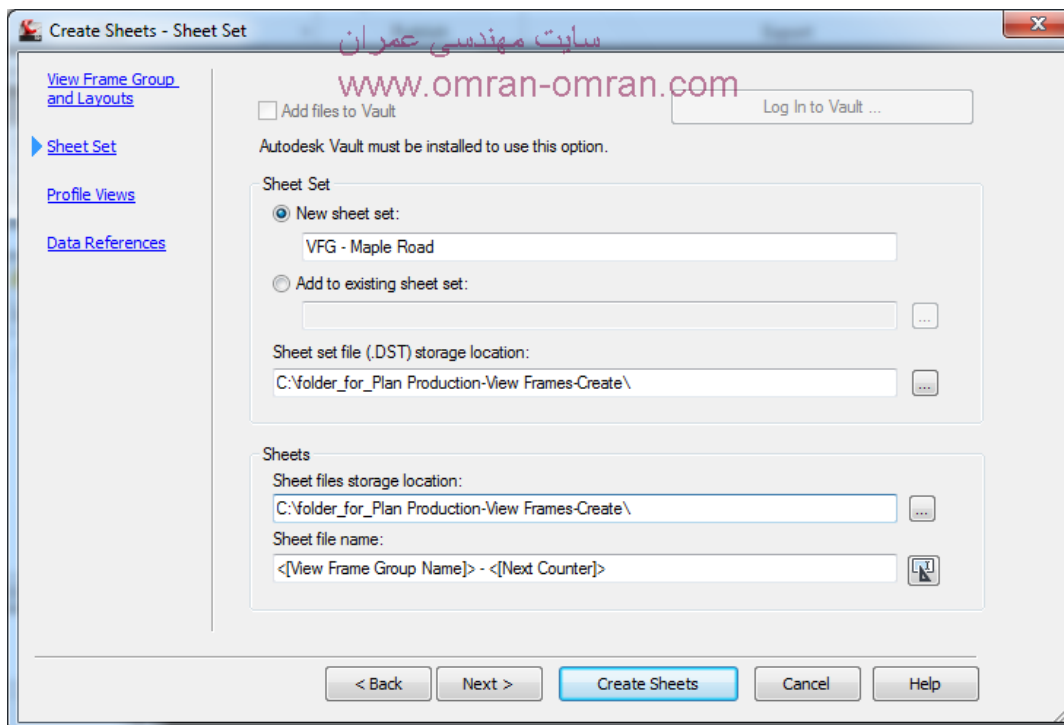 Create Sheets - Sheet Set
سایت مهندسی عمران
www.omran-omran.com
View Frame Group
and Layouts
Sheet Set
Profile Views
Data References
Add files to Vault
Log In to Vault ...
Autodesk Vault must be installed to use this option.
Sheet Set
New sheet set:
VFG - Maple Road
Add to existing sheet set:
...
Sheet set file (.DST) storage location:
C:\folder_for_Plan Production-View Frames-Create\
...
Sheets
Sheet files storage location:
C:\folder_for_Plan Production-View Frames-Create\
...
Sheet file name:
<[View Frame Group Name]> - <[Next Counter]>
< Back
Next >
Create Sheets
Cancel
Help